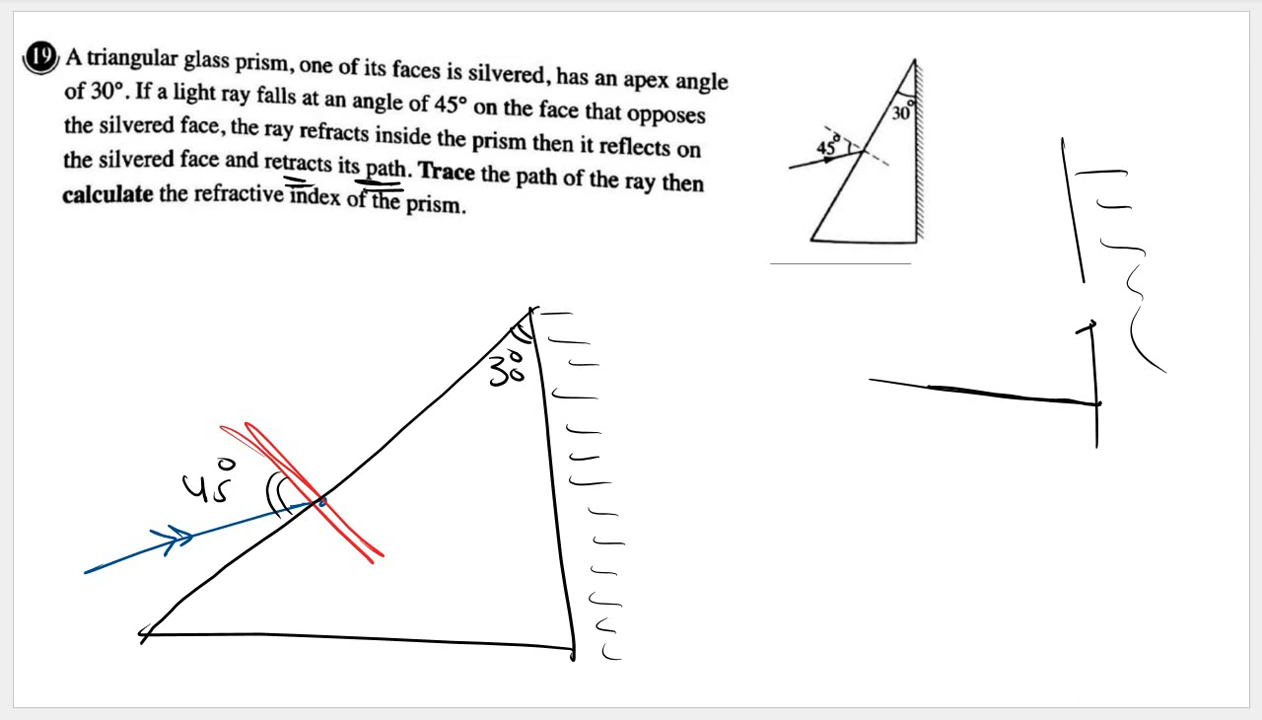 19 A triangular glass prism, one of its faces is silvered, has an apex angle
of 30°. If a light ray falls at an angle of 45° on the face that opposes
the silvered face, the ray refracts inside the prism then it reflects on
the silvered face and retracts its path. Trace the path of the ray then
calculate the refractive index of the prism.
30°
45°
30°
45°